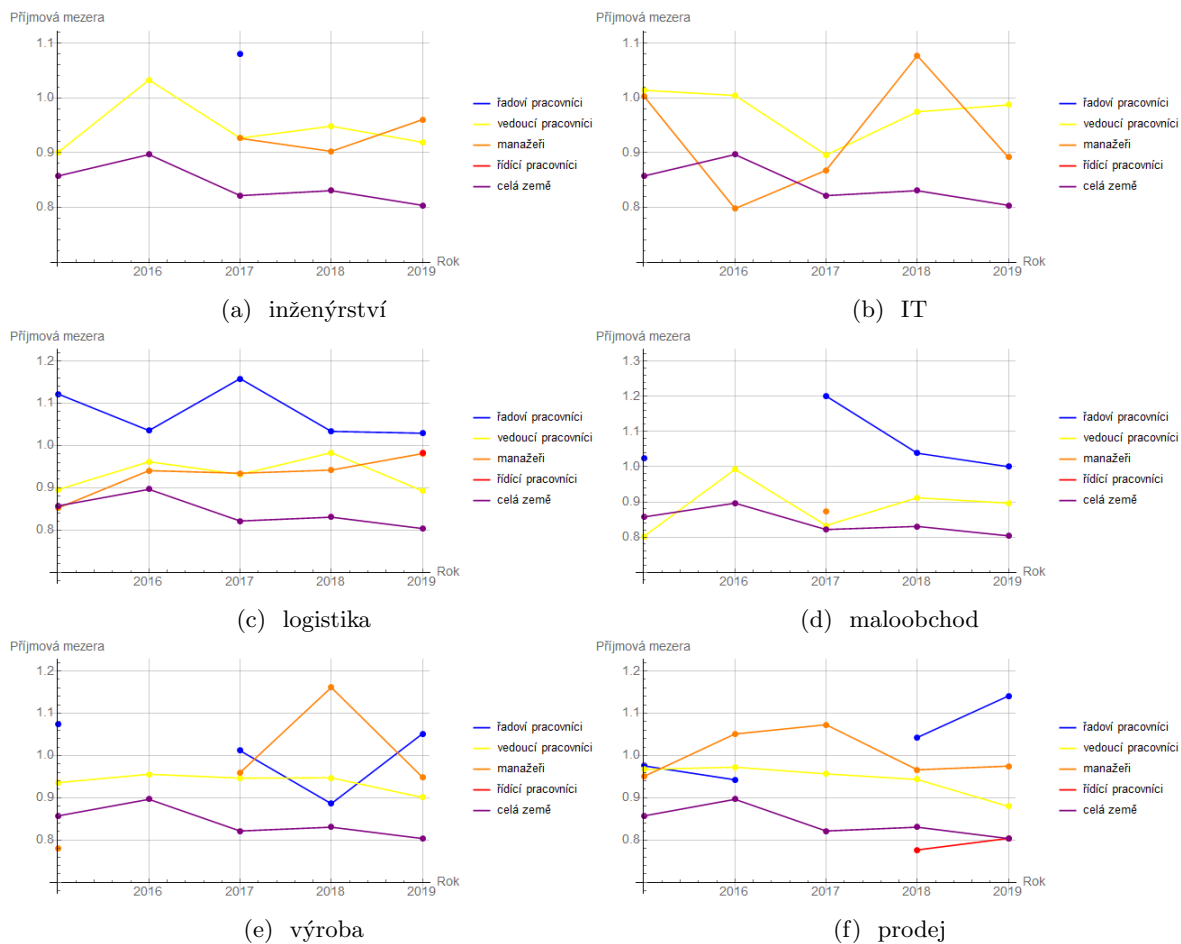 Příjmová mezera
1.1
1.0
0.9
0.8
2016 2017 2018 2019
Rok
řadoví pracovníci
vedoucí pracovníci
manažeři
řídící pracovníci
celá země
(a) inženýrství
Příjmová mezera
1.1
1.0
0.9
0.8
2016 2017 2018 2019
Rok
řadoví pracovníci
vedoucí pracovníci
manažeři
řídící pracovníci
celá země
(b) IT
Příjmová mezera
1.2
1.1
1.0
0.9
0.8
2016 2017 2018 2019
Rok
řadoví pracovníci
vedoucí pracovníci
manažeři
řídící pracovníci
celá země
(c) logistika
Příjmová mezera
1.3
1.2
1.1
1.0
0.9
0.8
2016 2017 2018 2019
Rok
řadoví pracovníci
vedoucí pracovníci
manažeři
řídící pracovníci
celá země
(d) maloobchod
Příjmová mezera
1.2
1.1
1.0
0.9
0.8
2016 2017 2018 2019
Rok
řadoví pracovníci
vedoucí pracovníci
manažeři
řídící pracovníci
celá země
(e) výroba
Příjmová mezera
1.2
1.1
1.0
0.9
0.8
2016 2017 2018 2019
Rok
řadoví pracovníci
vedoucí pracovníci
manažeři
řídící pracovníci
celá země
(f) prodej